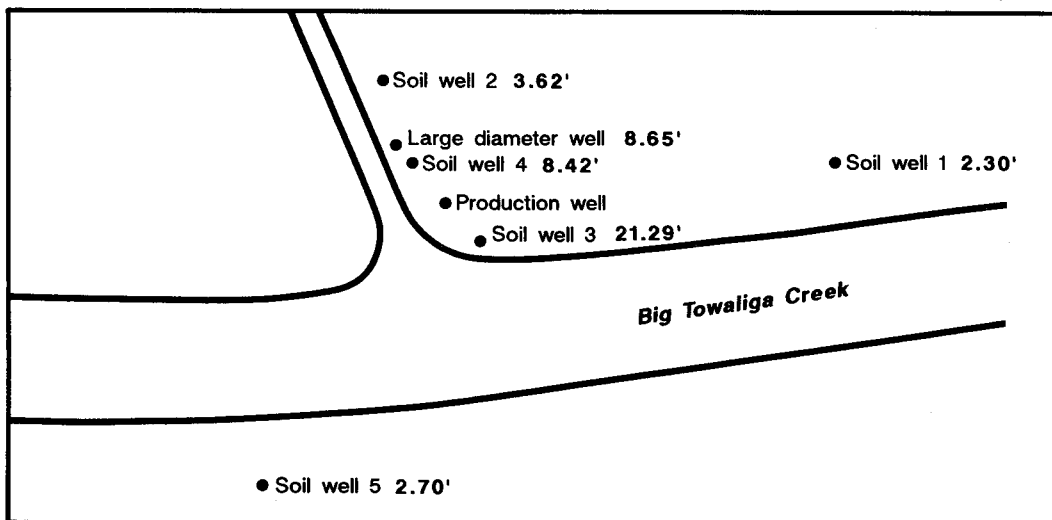 Soil well 2 3.62'
Large diameter well 8.65'
Soil well 4 8.42'
Soil well 1 2.30'
Production well
Soil well 3 21.29'
Big Towaliga Creek
Soil well 5 2.70'